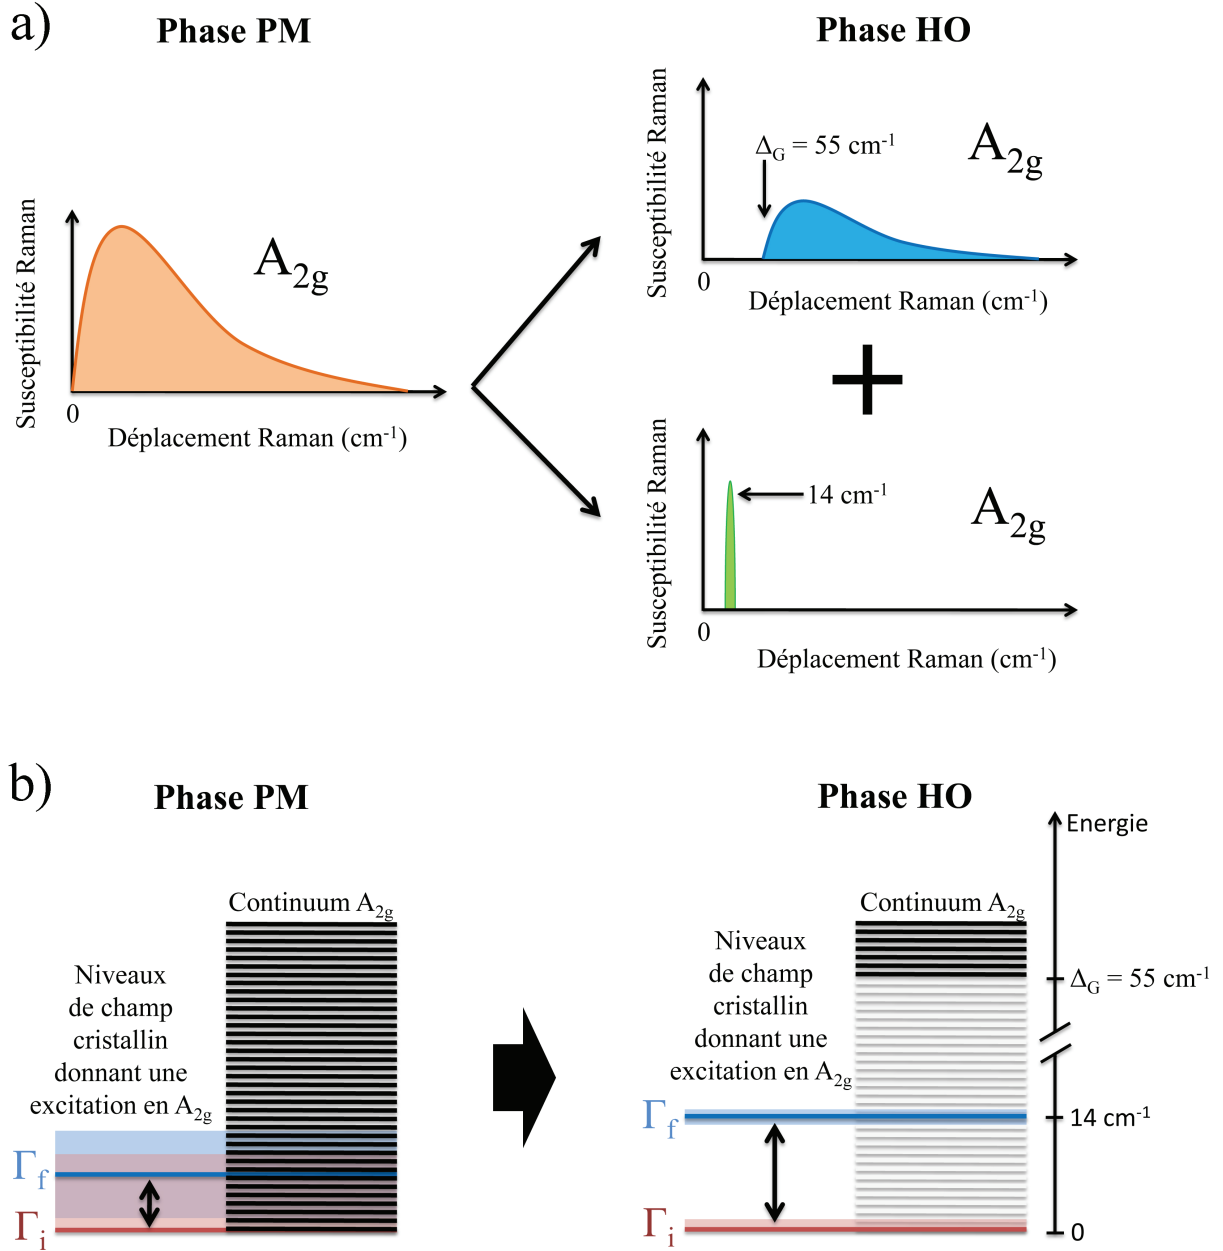 a)
Phase PM
Susceptibilité Raman
A2g
0
Déplacement Raman (cm-1)
Phase HO
Susceptibilité Raman
ΔG = 55 cm-1
A2g
0
Déplacement Raman (cm-1)
+
Susceptibilité Raman
14 cm-1
A2g
0
Déplacement Raman (cm-1)
b)
Phase PM
Continuum A2g
Niveaux
de champ
cristallin
donnant une
excitation en A2g
Γf
Γi
Phase HO
Energie
Continuum A2g
Niveaux
de champ
cristallin
donnant une
excitation en A2g
ΔG = 55 cm-1
Γf
14 cm-1
Γi
0